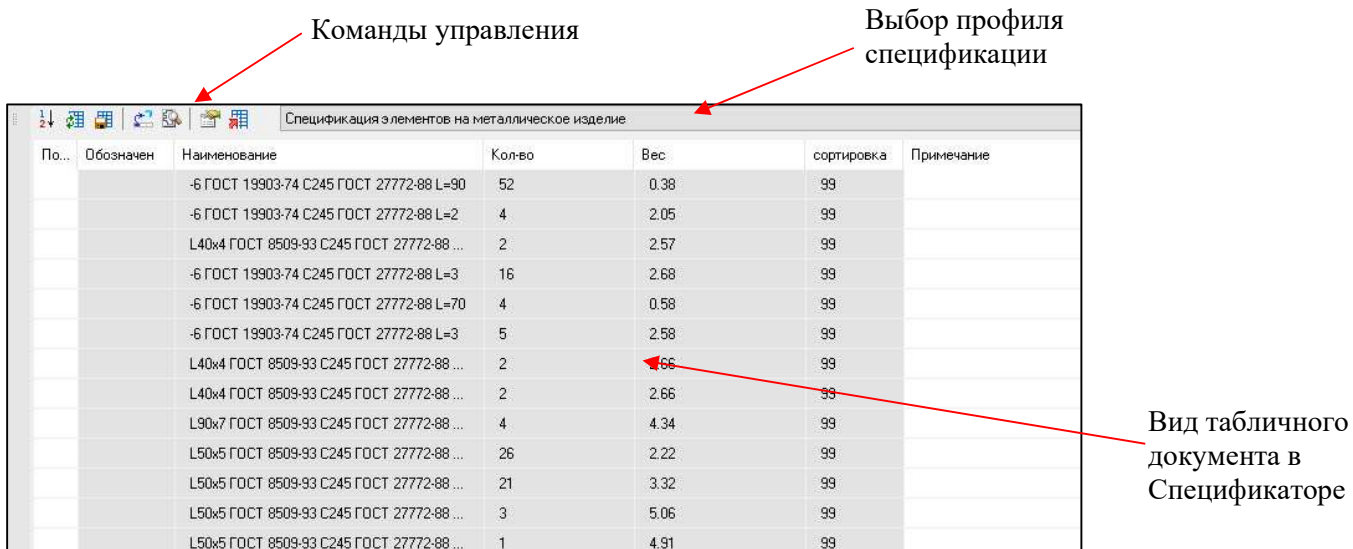 Команды управления
Выбор профиля
спецификации
Спецификация элементов на металлическое изделие
По... Обозначен Наименование Кол-во Вес сортировка Примечание
-6 ГОСТ 19903-74 С245 ГОСТ 27772-88 L=90 52 0.38 99
-6 ГОСТ 19903-74 С245 ГОСТ 27772-88 L=2 4 2.05 99
L40x4 ГОСТ 8509-93 С245 ГОСТ 27772-88 ... 2 2.57 99
-6 ГОСТ 19903-74 С245 ГОСТ 27772-88 L=3 16 2.68 99
-6 ГОСТ 19903-74 С245 ГОСТ 27772-88 L=70 4 0.58 99
-6 ГОСТ 19903-74 С245 ГОСТ 27772-88 L=3 5 2.58 99
L40x4 ГОСТ 8509-93 С245 ГОСТ 27772-88 ... 2 2.66 99
L40x4 ГОСТ 8509-93 С245 ГОСТ 27772-88 ... 2 2.66 99
L90x7 ГОСТ 8509-93 С245 ГОСТ 27772-88 ... 4 4.34 99
L50x5 ГОСТ 8509-93 С245 ГОСТ 27772-88 ... 26 2.22 99
L50x5 ГОСТ 8509-93 С245 ГОСТ 27772-88 ... 21 3.32 99
L50x5 ГОСТ 8509-93 С245 ГОСТ 27772-88 ... 3 5.06 99
L50x5 ГОСТ 8509-93 С245 ГОСТ 27772-88 ... 1 4.91 99
Вид табличного
документа в
Спецификаторе